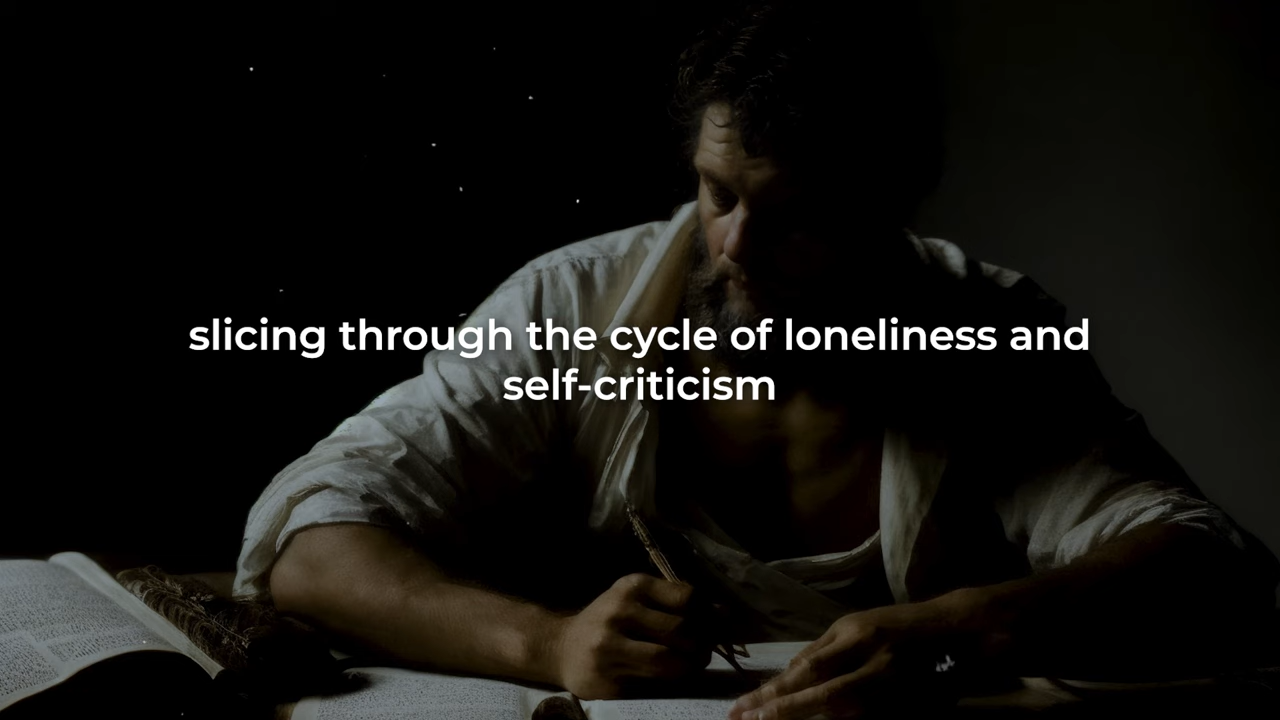 slicing through the cycle of loneliness and
self-criticism